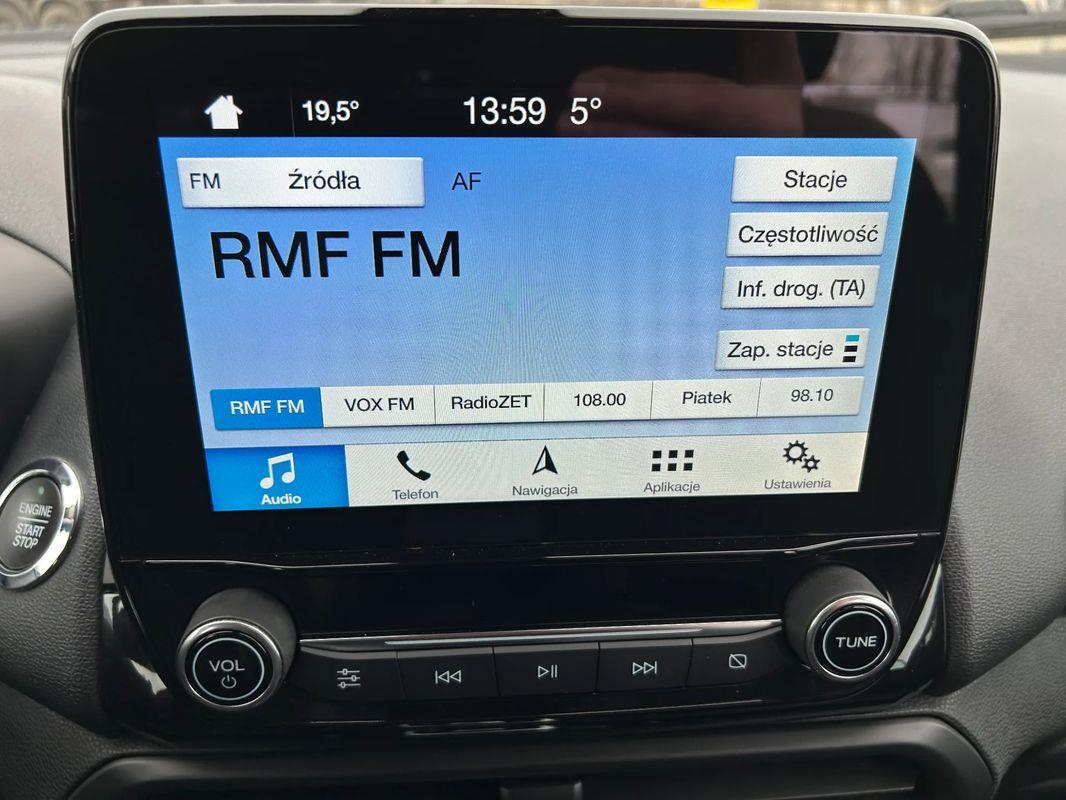 19,5° 13:59 5°
FM Źródła AF Stacje
RMF FM
Częstotliwość
Inf. drog. (TA)
Zap. stacje
RMF FM VOX FM RadioZET 108.00 Piatek 98.10
Audio Telefon Nawigacja Aplikacje Ustawienia
ENGINE
START
STOP
VOL
TUNE